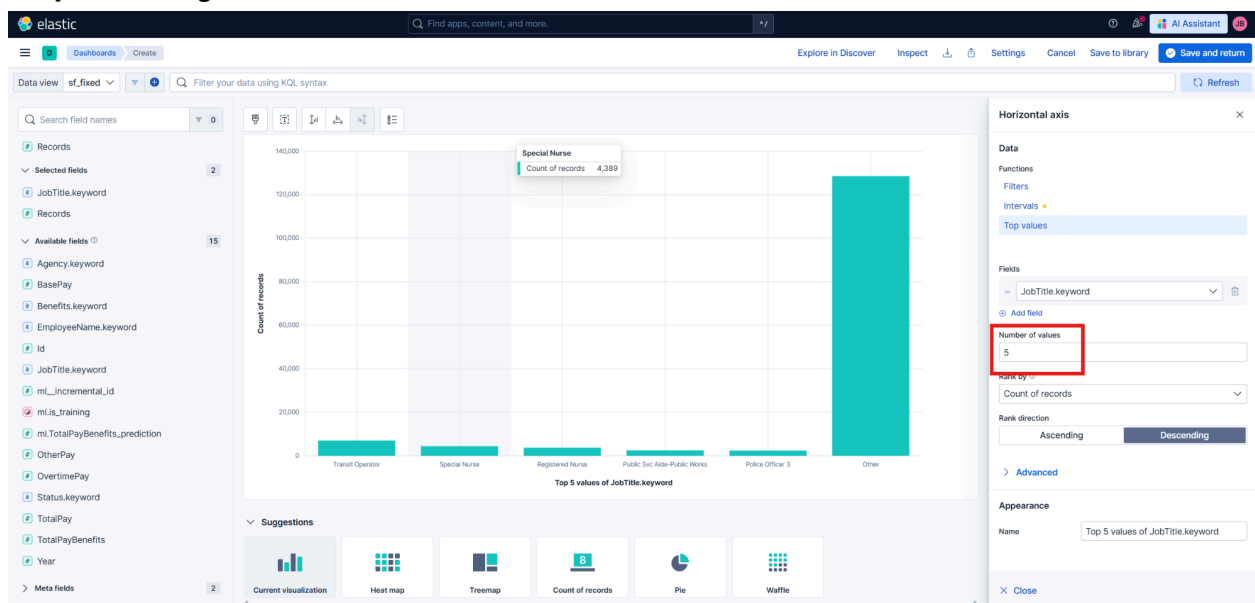 elastic
Find apps, content, and more.
^/
AI Assistant
JB
D
Dashboards
Create
Explore in Discover
Inspect
Settings
Cancel
Save to library
Save and return
Data view
sf_fixed
Filter your data using KQL syntax
Refresh
Search field names
0
Records
Selected fields
2
JobTitle.keyword
Records
Available fields
15
Agency.keyword
BasePay
Benefits.keyword
EmployeeName.keyword
Id
JobTitle.keyword
ml__incremental_id
ml.is_training
ml.TotalPayBenefits_prediction
OtherPay
OvertimePay
Status.keyword
TotalPay
TotalPayBenefits
Year
Meta fields
2
Special Nurse
Count of records 4,389
140,000
120,000
100,000
80,000
60,000
40,000
20,000
0
Count of records
Transit Operator
Special Nurse
Registered Nurse
Public Svc Aide-Public Works
Police Officer 3
Other
Top 5 values of JobTitle.keyword
Suggestions
Current visualization
Heat map
Treemap
8
Count of records
Pie
Waffle
Horizontal axis
Data
Functions
Filters
Intervals
Top values
Fields
JobTitle.keyword
Add field
Number of values
5
Rank by
Count of records
Rank direction
Ascending
Descending
Advanced
Appearance
Name
Top 5 values of JobTitle.keyword
Close